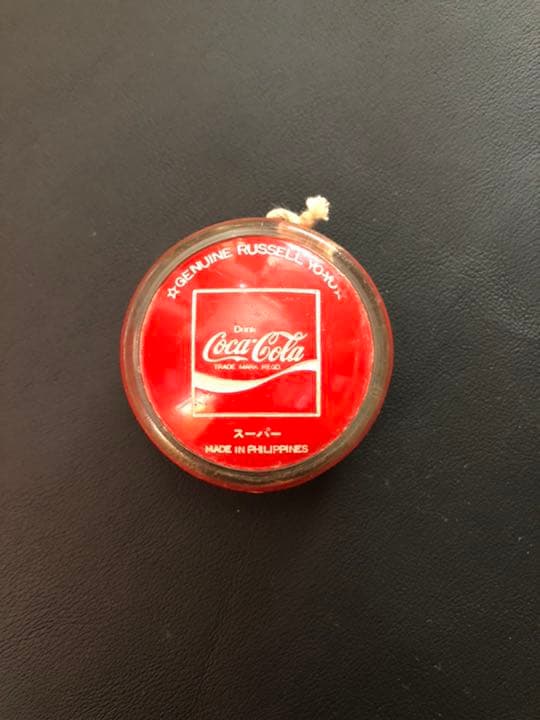 ☆GENUINE RUSSELL YO-YO☆
Drink
Coca-Cola
TRADE MARK REGD.
スーパー
MADE IN PHILIPPINES